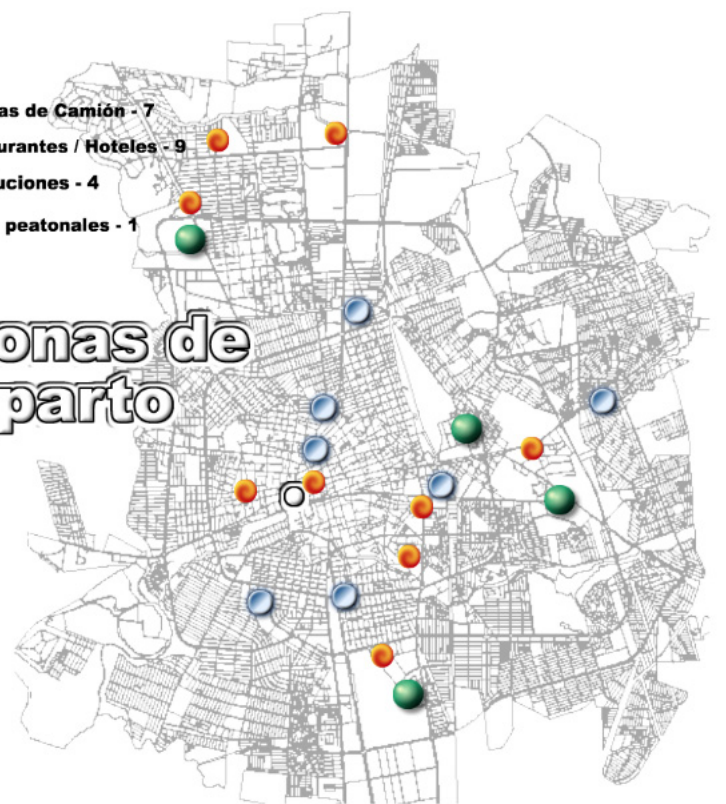 as de Camión - 7
urantes / Hoteles - 9
uciones - 4
peatonales - 1
onas de
parto